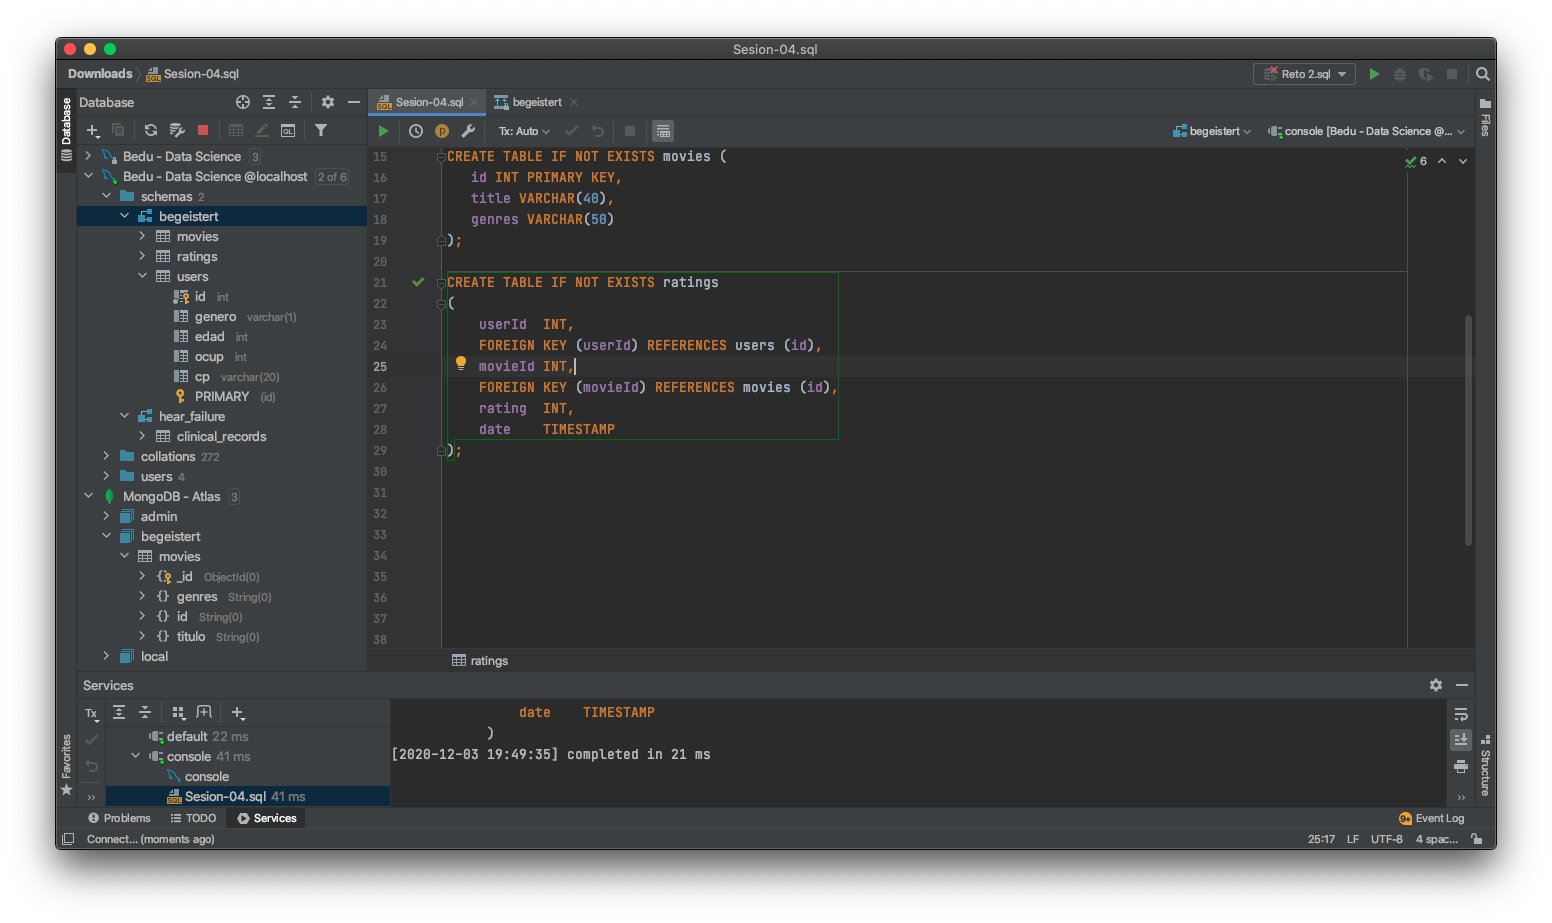 Sesion-04.sql
Downloads Sesion-04.sql Reto 2.sql
Database
Database
Sesion-04.sql begeistert
Files
Tx: Auto begeistert console [Bedu - Data Science @...
Bedu - Data Science 3
Bedu - Data Science @localhost 2 of 6
schemas 2
begeistert
movies
ratings
users
id int
genero varchar(1)
edad int
ocup int
cp varchar(20)
PRIMARY (id)
hear_failure
clinical_records
collations 272
users 4
MongoDB - Atlas 3
admin
begeistert
movies
_id ObjectId(0)
genres String(0)
id String(0)
titulo String(0)
local
6
15 CREATE TABLE IF NOT EXISTS movies (
16 id INT PRIMARY KEY,
17 title VARCHAR(40),
18 genres VARCHAR(50)
19 );
20
21 CREATE TABLE IF NOT EXISTS ratings
22 (
23 userId INT,
24 FOREIGN KEY (userId) REFERENCES users (id),
25 movieId INT,
26 FOREIGN KEY (movieId) REFERENCES movies (id),
27 rating INT,
28 date TIMESTAMP
29 );
30
31
32
33
34
35
36
37
38
ratings
Services
Tx
default 22 ms
console 41 ms
console
Sesion-04.sql 41 ms
date TIMESTAMP
)
[2020-12-03 19:49:35] completed in 21 ms
Favorites
Structure
Problems TODO Services 9+ Event Log
Connect... (moments ago) 25:17 LF UTF-8 4 spac...